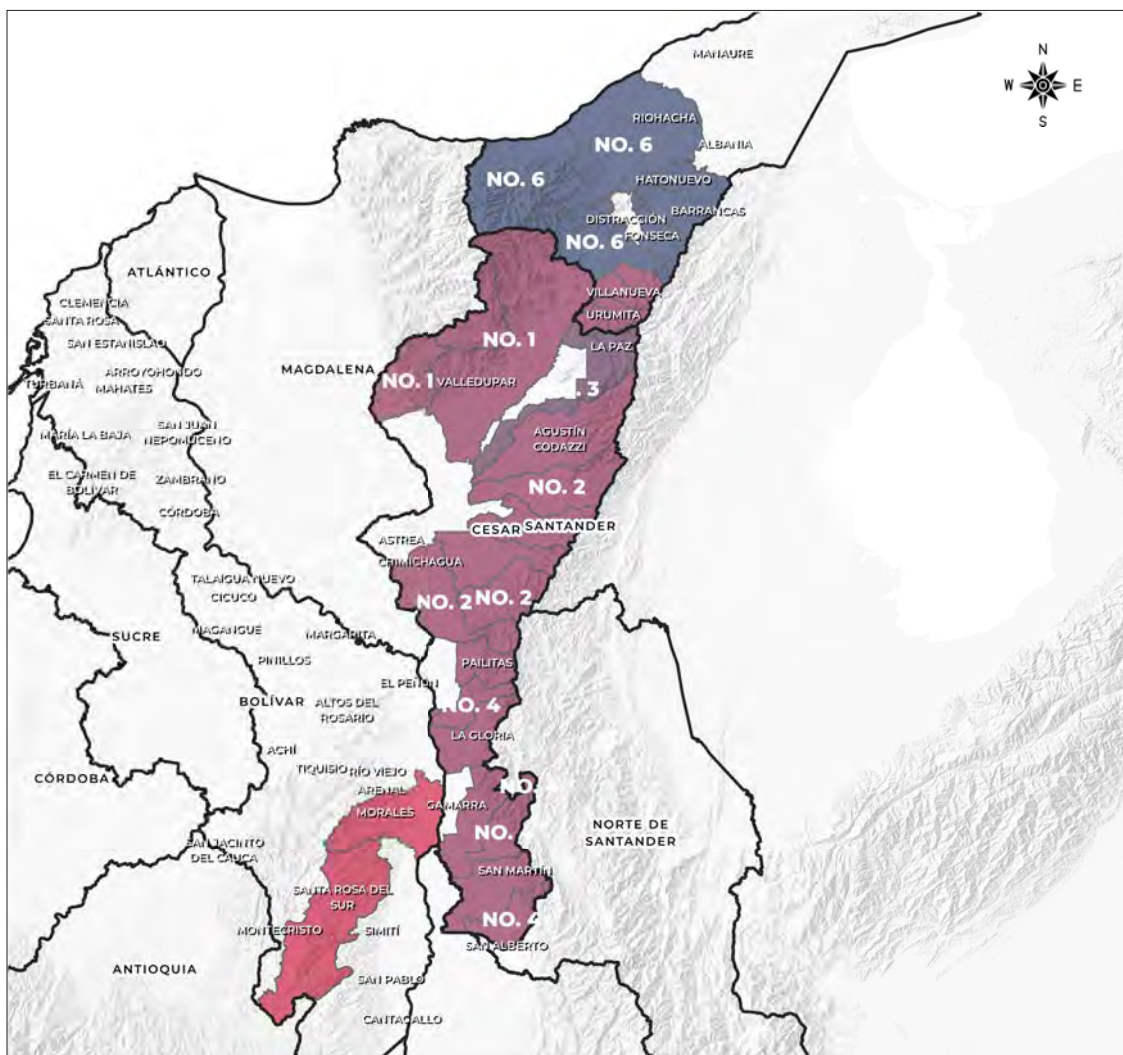 MANAURE
N
W E
S
RIOHACHA
NO. 6
ALBANIA
NO. 6
HATONUEVO
BARRANCAS
DISTRACCIÓN
FONSECA
NO. 6
ATLÁNTICO
VILLANUEVA
CLEMENCIA
URUMITA
SANTA ROSA
SAN ESTANISLAO
NO. 1
LA PAZ
MAGDALENA
ARROYOHONDO
TURBANÁ
MAHATES
NO. 1
VALLEDUPAR
. 3
SAN JUAN
NEPOMUCENO
MARÍA LA BAJA
AGUSTÍN
CODAZZI
EL CARMEN DE
BOLÍVAR
ZAMBRANO
NO. 2
CÓRDOBA
CESAR
SANTANDER
ASTREA
CHIMICHAGUA
TALAIGUA NUEVO
CICUCO
NO. 2
NO. 2
MAGANGUÉ
MARGARITA
SUCRE
PINILLOS
PAILITAS
EL PEÑÓN
BOLÍVAR
ALTOS DEL
ROSARIO
NO. 4
LA GLORIA
ACHÍ
TIQUISIO
RÍO VIEJO
CÓRDOBA
ARENAL
NO.
GAMARRA
MORALES
NORTE DE
SANTANDER
NO.
SAN JACINTO
DEL CAUCA
SAN MARTÍN
SANTA ROSA DEL
SUR
NO. 4
MONTECRISTO
SIMITÍ
SAN ALBERTO
ANTIOQUIA
SAN PABLO
CANTAGALLO